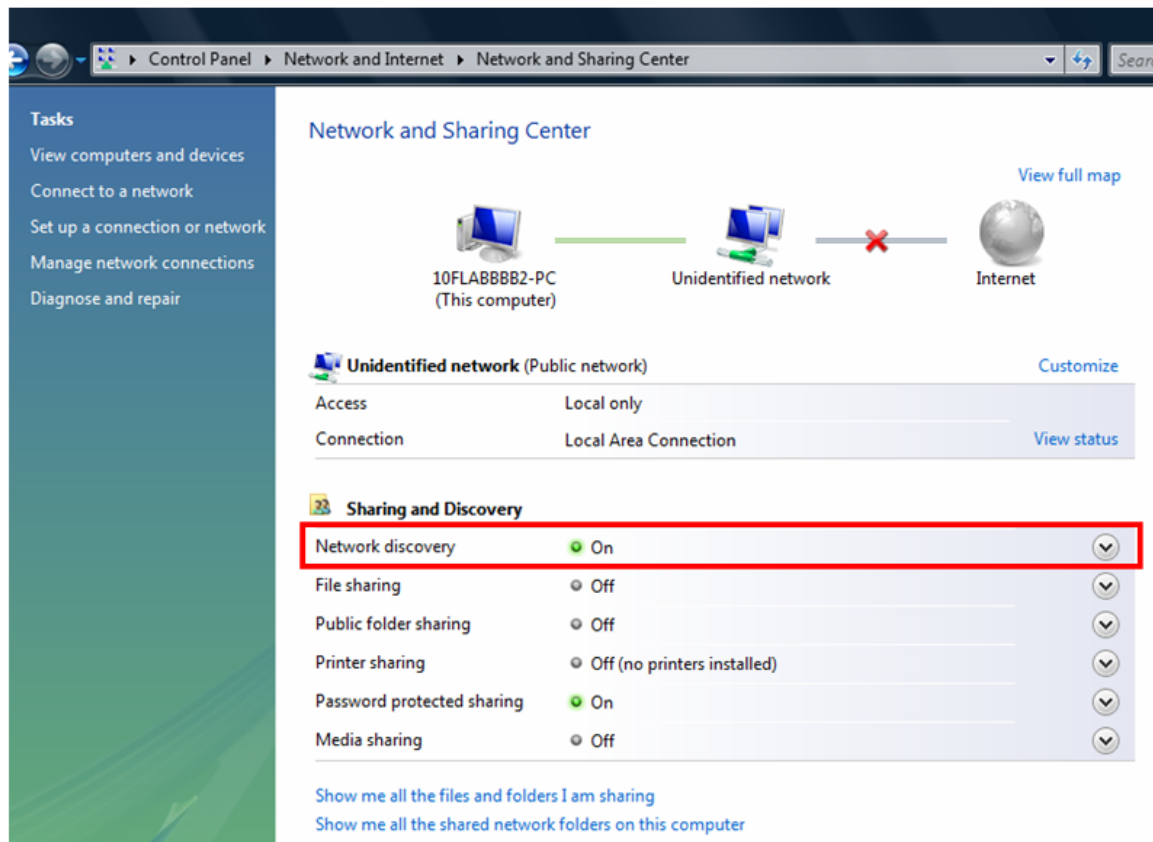 Control Panel Network and Internet Network and Sharing Center
Tasks
View computers and devices
Connect to a network
Set up a connection or network
Manage network connections
Diagnose and repair
Network and Sharing Center
View full map
10FLABBBB2-PC
(This computer)
Unidentified network
Internet
Unidentified network (Public network) Customize
Access Local only
Connection Local Area Connection View status
Sharing and Discovery
Network discovery On
File sharing Off
Public folder sharing Off
Printer sharing Off (no printers installed)
Password protected sharing On
Media sharing Off
Show me all the files and folders I am sharing
Show me all the shared network folders on this computer